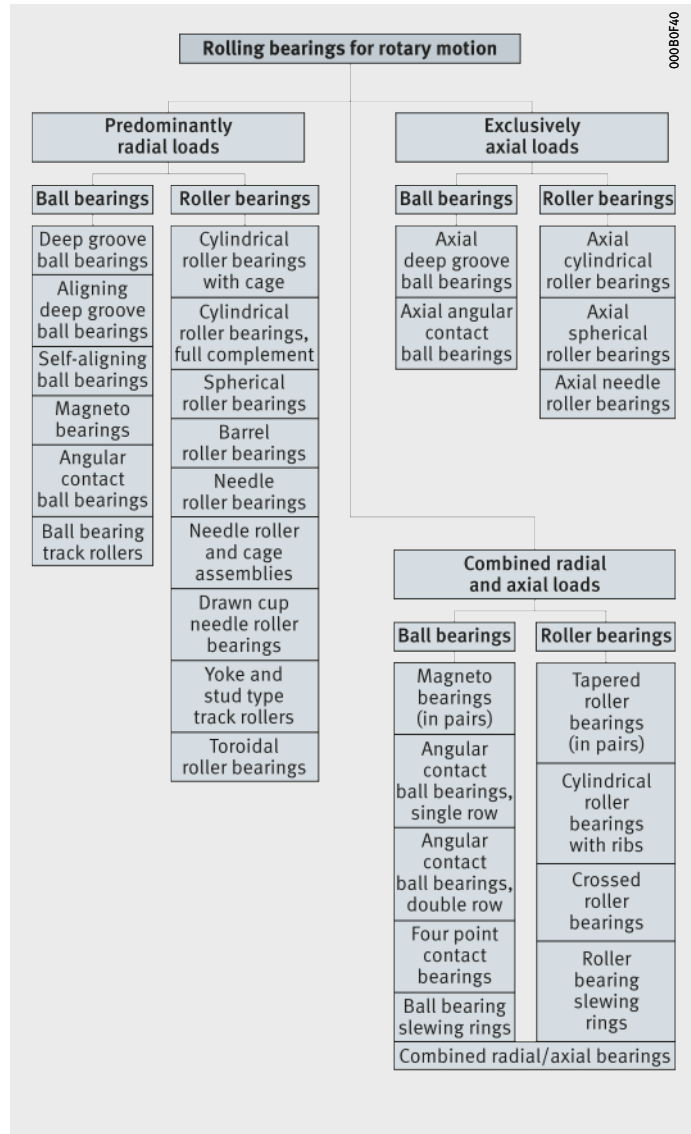 000B0F40
Rolling bearings for rotary motion
Predominantly
radial loads
Ball bearings
Deep groove
ball bearings
Aligning
deep groove
ball bearings
Self-aligning
ball bearings
Magneto
bearings
Angular
contact
ball bearings
Ball bearing
track rollers
Roller bearings
Cylindrical
roller bearings
with cage
Cylindrical
roller bearings,
full complement
Spherical
roller bearings
Barrel
roller bearings
Needle
roller bearings
Needle roller
and cage
assemblies
Drawn cup
needle roller
bearings
Yoke and
stud type
track rollers
Toroidal
roller bearings
Exclusively
axial loads
Ball bearings
Axial
deep groove
ball bearings
Axial angular
contact
ball bearings
Roller bearings
Axial
cylindrical
roller bearings
Axial
spherical
roller bearings
Axial needle
roller bearings
Combined radial
and axial loads
Ball bearings
Magneto
bearings
(in pairs)
Angular
contact
ball bearings,
single row
Angular
contact
ball bearings,
double row
Four point
contact
bearings
Ball bearing
slewing rings
Roller bearings
Tapered
roller
bearings
(in pairs)
Cylindrical
roller
bearings
with ribs
Crossed
roller
bearings
Roller
bearing
slewing
rings
Combined radial/axial bearings